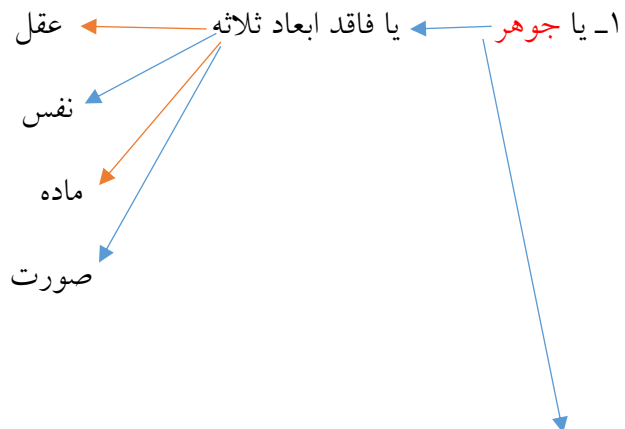 ۱ـ یا جوهر یا فاقد ابعاد ثلاثه عقل
نفس
ماده
صورت